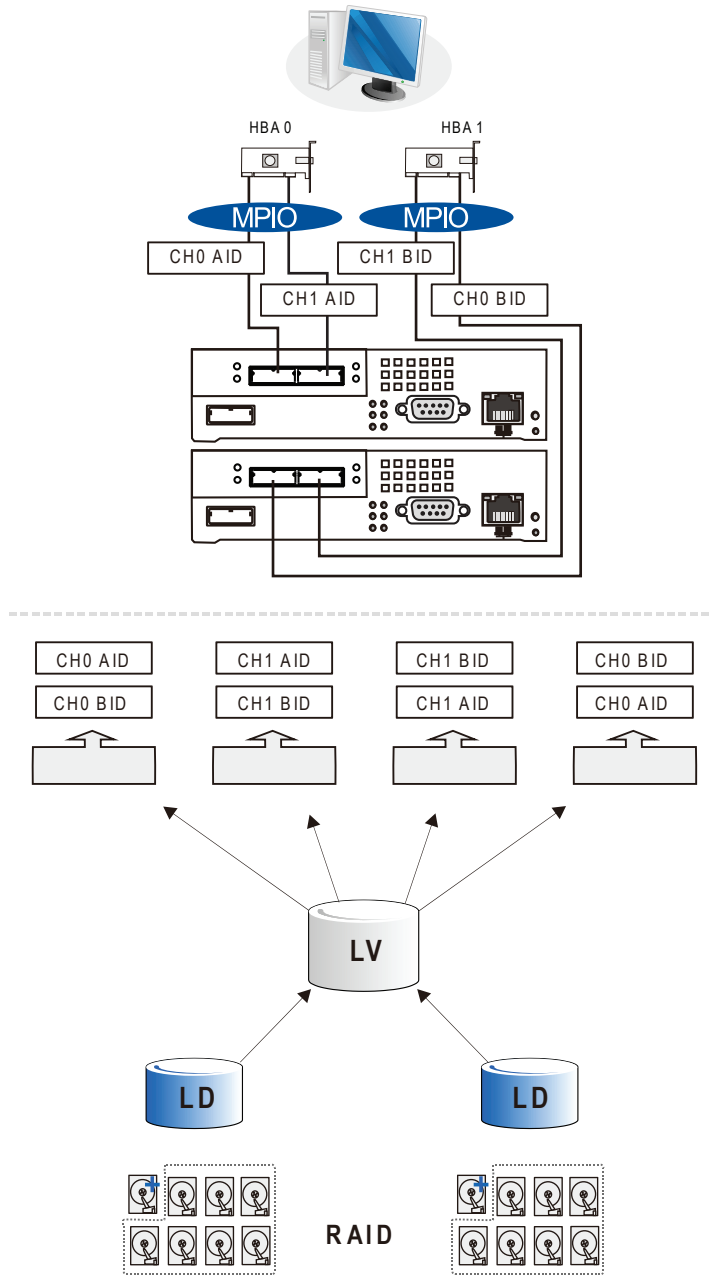 HBA 0
HBA 1
MPIO
MPIO
CH0 AID
CH1 BID
CH1 AID
CH0 BID
CH0 AID
CH1 AID
CH1 BID
CH0 BID
CH0 BID
CH1 BID
CH1 AID
CH0 AID
LV
LD
LD
RAID